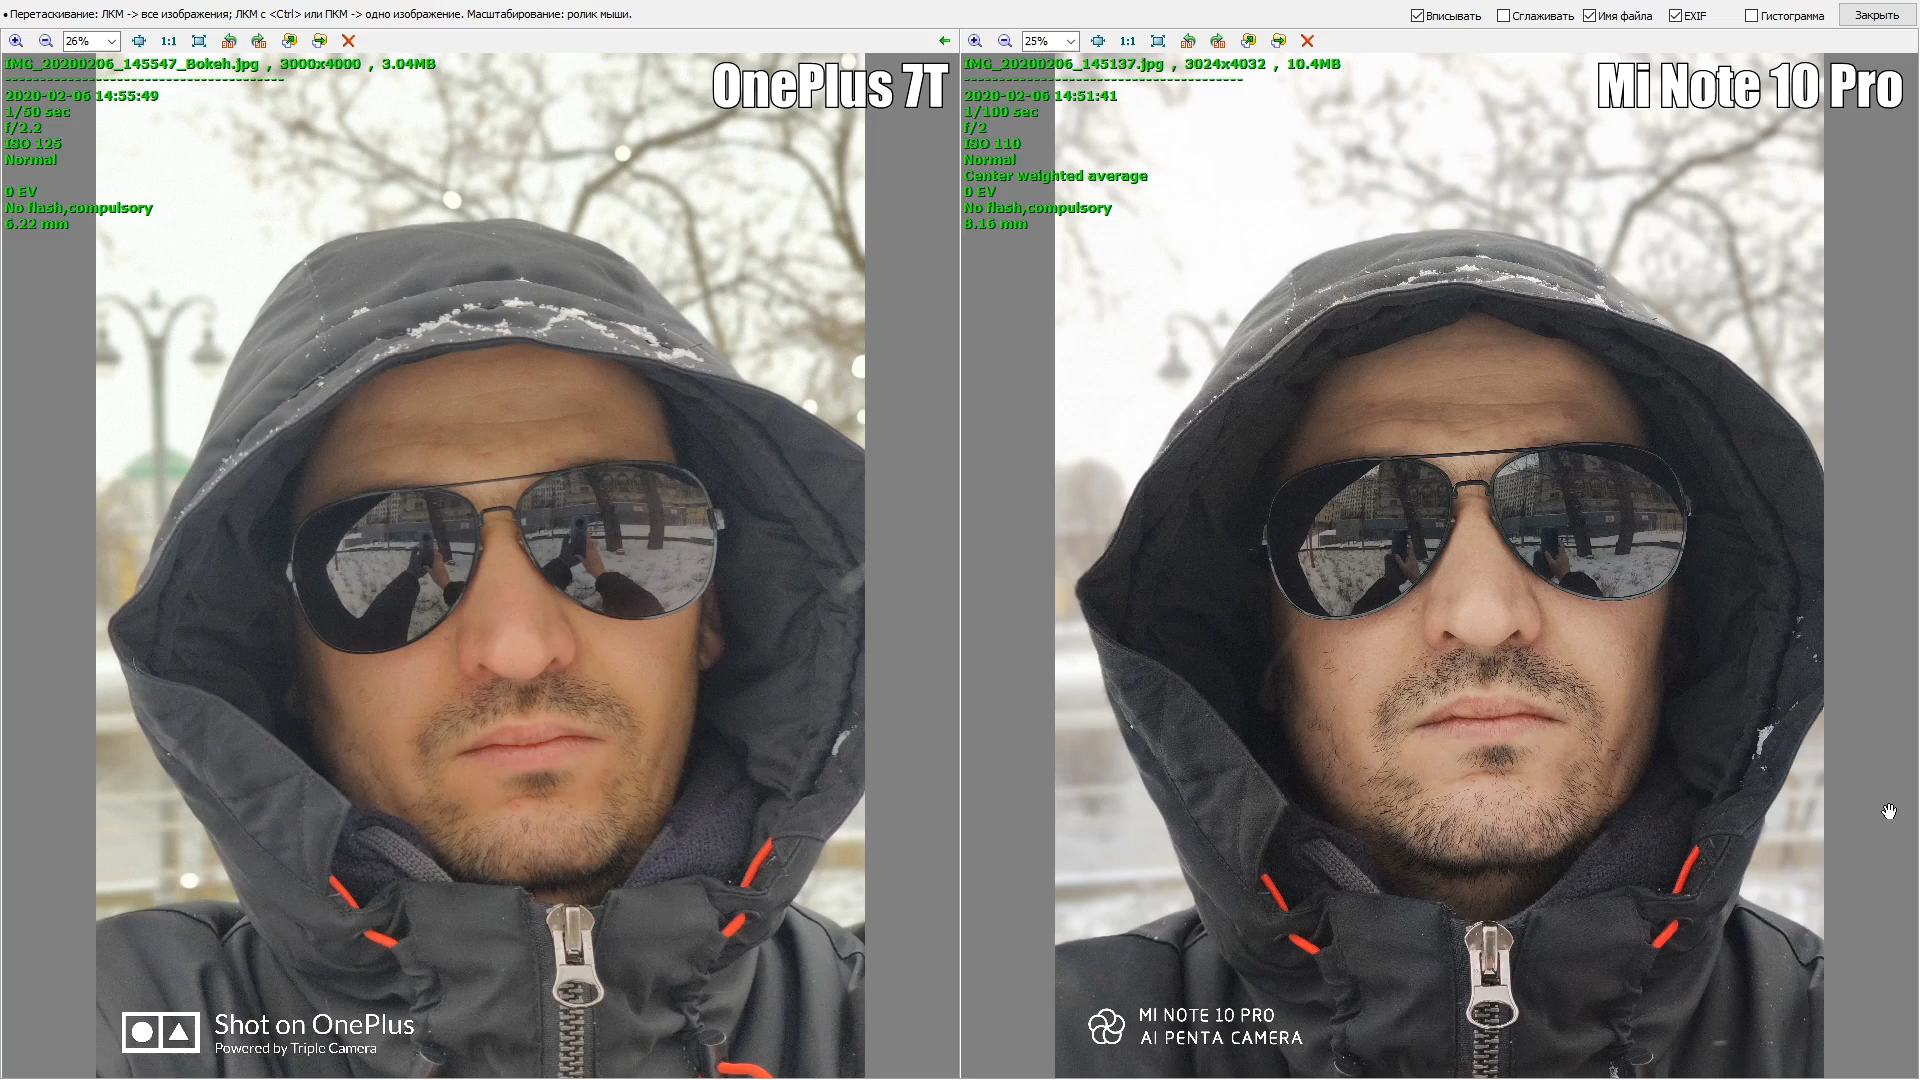 • Перетаскивание: ЛКМ -> все изображения; ЛКМ с <Ctrl> или ПКМ -> одно изображение. Масштабирование: ролик мыши.
Вписывать Сглаживать Имя файла EXIF Гистограмма Закрыть
26% 1:1
25% 1:1
IMG_20200206_145547_Bokeh.jpg , 3000x4000 , 3.04MB
----------------------------------------
2020-02-06 14:55:49
1/50 sec
f/2.2
ISO 125
Normal
0 EV
No flash,compulsory
6.22 mm
OnePlus 7T
Shot on OnePlus
Powered by Triple Camera
IMG_20200206_145137.jpg , 3024x4032 , 10.4MB
----------------------------------------
2020-02-06 14:51:41
1/100 sec
f/2
ISO 110
Normal
Center weighted average
0 EV
No flash,compulsory
8.16 mm
Mi Note 10 Pro
MI NOTE 10 PRO
AI PENTA CAMERA